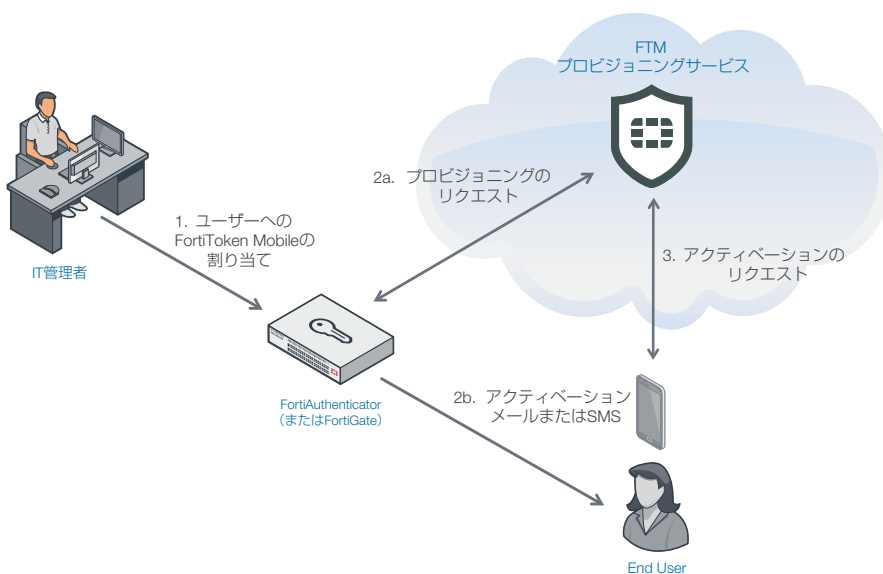 FTM
プロビジョニングサービス
2a. プロビジョニングの
リクエスト
1. ユーザーへの
FortiToken Mobileの
割り当て
3. アクティベーションの
リクエスト
IT管理者
FortiAuthenticator
（またはFortiGate）
2b. アクティベーション
メールまたはSMS
End User